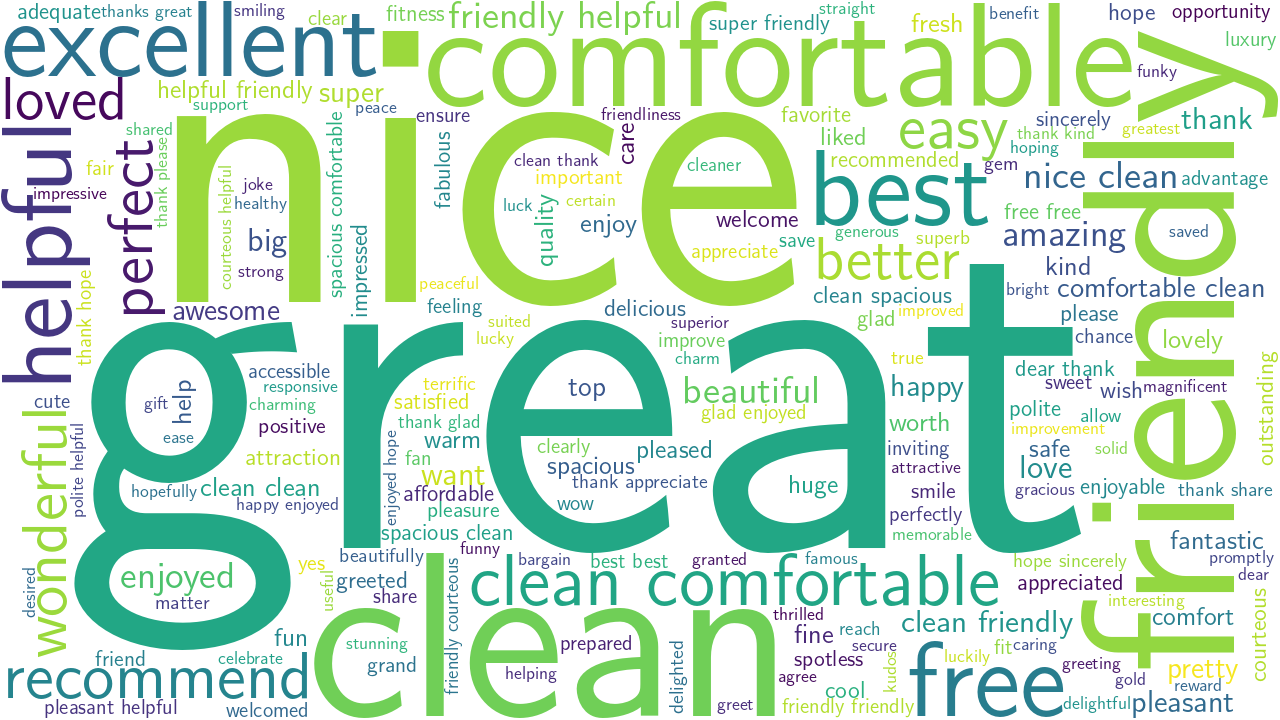 adequate
thanks great
smiling
clear
fitness
friendly helpful
super friendly
straight
fresh
benefit
hope
opportunity
excellent
comfortable
luxury
funky
loved
helpful friendly
super
support
peace
ensure
friendliness
favorite
easy
sincerely
thank kind
greatest
thank
helpful
shared
thank pleased
nice
spacious comfortable
fabulous
care
liked
hoping
friendly
perfect
fair
impressive
courteous helpful
joke
healthy
clean thank
important
certain
cleaner
recommended
gem
nice clean
advantage
best
luck
quality
big
enjoy
welcome
free free
saved
strong
impressed
appreciate
save
generous
superb
amazing
better
kind
peaceful
bright
comfortable clean
awesome
feeling
delicious
clean spacious
thank hope
suited
lucky
superior
glad
improved
please
improve
chance
lovely
great
charm
true
accessible
responsive
terrific
top
beautiful
happy
dear thank
sweet
wish
magnificent
outstanding
cute
gift
help
charming
satisfied
glad enjoyed
polite
allow
wonderful
positive
thank glad
worth
improvement
ease
enjoyed hope
warm
clearly
pleased
inviting
safe
solid
polite helpful
attraction
fan
want
spacious
attractive
love
hopefully
clean clean
affordable
thank appreciate
huge
smile
gracious
enjoyable
thank share
happy enjoyed
pleasure
wow
perfectly
spacious clean
memorable
fantastic
beautifully
funny
bargain
best best
granted
famous
hope sincerely
promptly
yes
enjoyed
greeted
clean comfortable
appreciated
dear
desired
matter
useful
share
interesting
clean
thrilled
comfort
fun
stunning
friendly courteous
prepared
fine
reach
clean friendly
courteous
friend
celebrate
grand
spotless
secure
luckily
fit
caring
recommend
helping
delighted
agree
kudos
free
greeting
pretty
cool
gold
reward
pleasant helpful
welcomed
greet
friendly friendly
delightful
pleasant